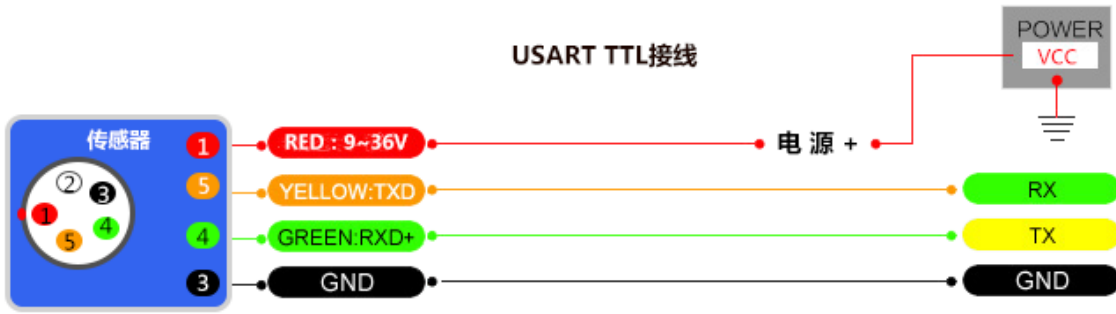 POWER
VCC
USART TTL接线
传感器
1 RED : 9~36V 电 源 + 
5 YELLOW:TXD RX
4 GREEN:RXD+ TX
3 GND GND
2
3
1
4
5